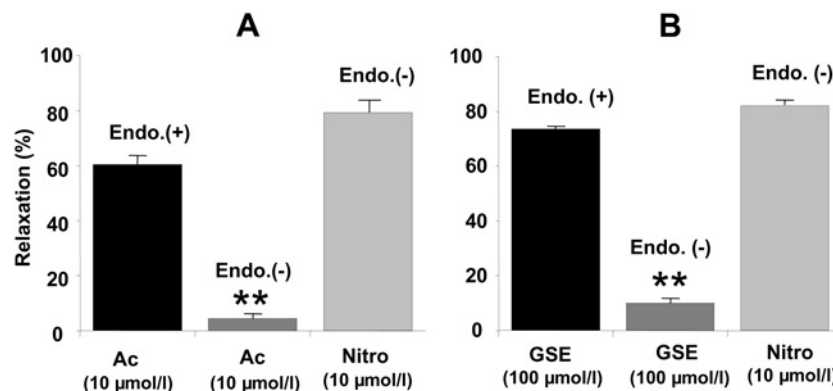 A
100
80
60
40
20
0
Relaxation (%)
Endo.(+)
Endo.(-)
**
Endo.(-)
Ac
(10 µmol/l)
Ac
(10 µmol/l)
Nitro
(10 µmol/l)
B
100
80
60
40
20
0
Endo. (+)
Endo. (-)
**
Endo. (-)
GSE
(100 µmol/l)
GSE
(100 µmol/l)
Nitro
(10 µmol/l)